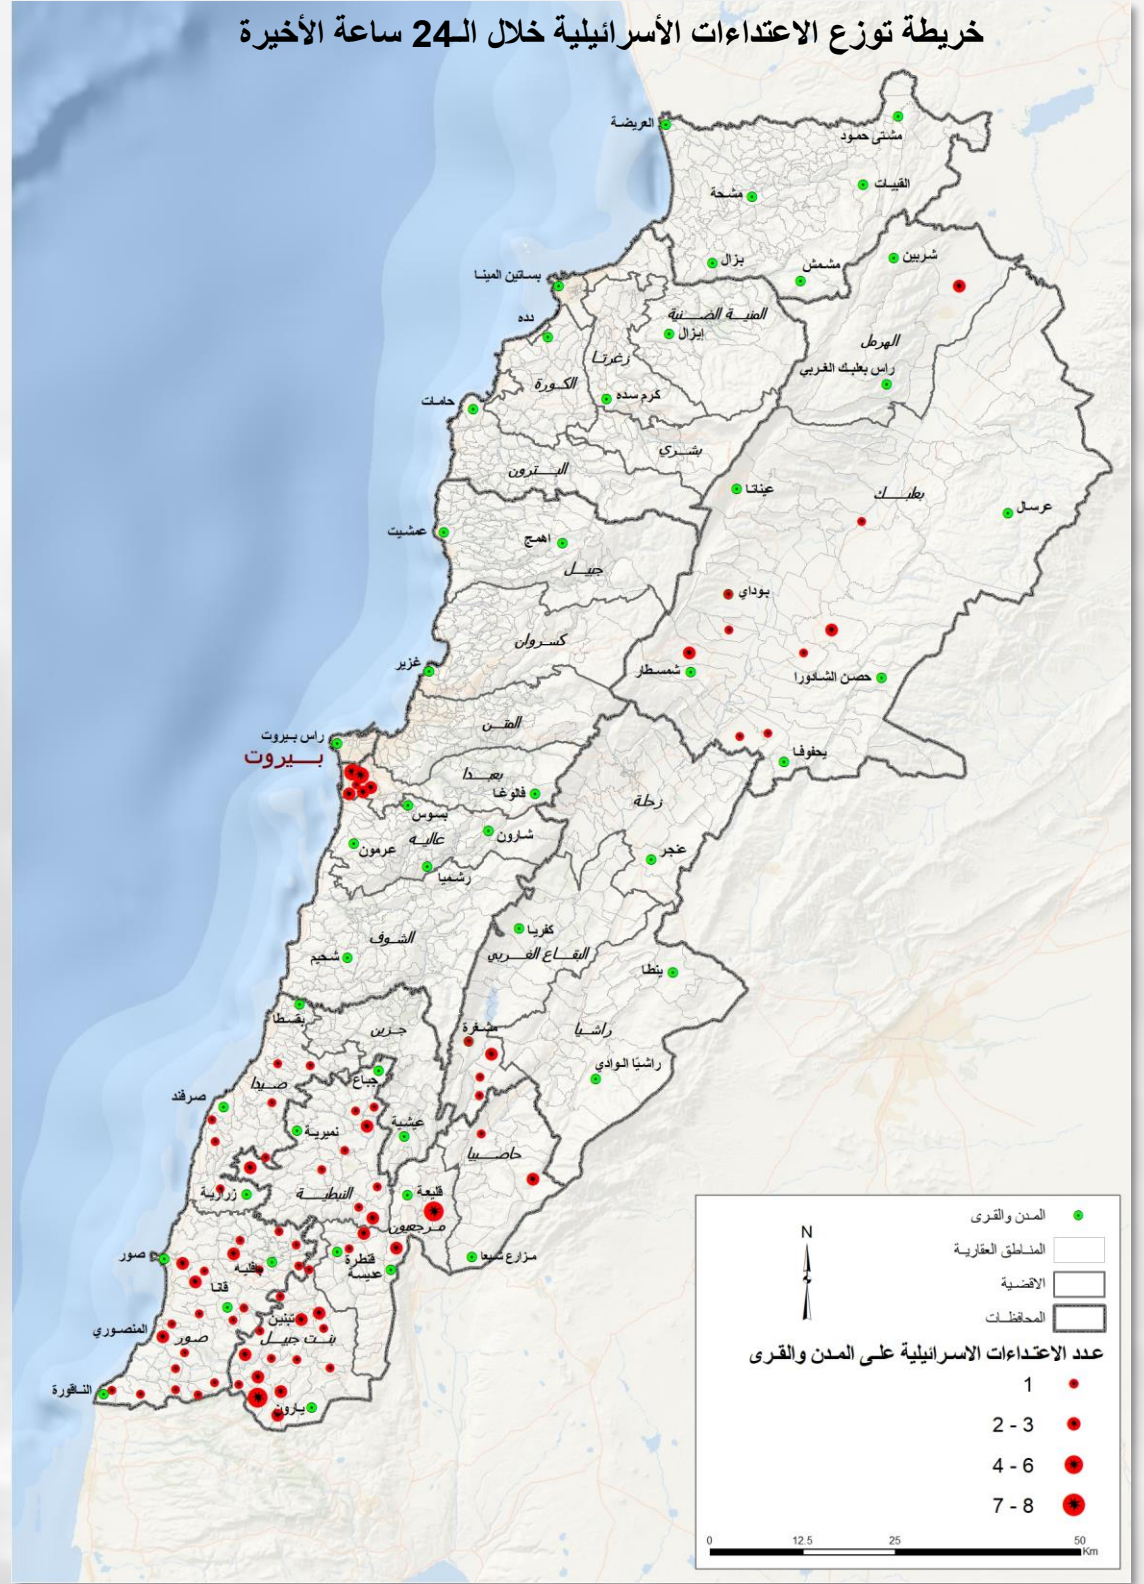 خريطة توزع الاعتداءات الأسرائيلية خلال الـ24 ساعة الأخيرة
العريضة
مشتى حمود
القبيات
مشحة
بزال
مشمش
شربين
بساتين المينا
المنية الضنية
دده
إيزال
الهرمل
زغرتا
راس بعلبك الغربي
الكورة
كرم سده
حامات
بشري
البترون
عيناتا
بعلبك
عرسال
عمشيت
اهمج
جبيل
بوداي
كسروان
غزير
شمسطار
حصن الشادورا
المتن
راس بيروت
بيروت
يحفوفا
بعبدا
فالوغا
زحلة
بسوس
شارون
عاليه
عرمون
عنجر
رشميا
كفريا
الشوف
البقاع الغربي
شحيم
ينطا
بقسطا
جزين
مشغرة
راشيا
راشيا الوادي
جباع
صيدا
صرفند
نميرية
عيشية
حاصبيا
زرارية
النبطية
قليعة
مرجعيون
صور
قنطرة
مزارع شبعا
عديسة
قانا
تبنين
المنصوري
صور
بنت جبيل
الناقورة
يارون
N
المدن والقرى
المناطق العقارية
الاقضية
المحافظات
عدد الاعتداءات الاسرائيلية على المدن والقرى
1
2 - 3
4 - 6
7 - 8
0 12.5 25 50
Km